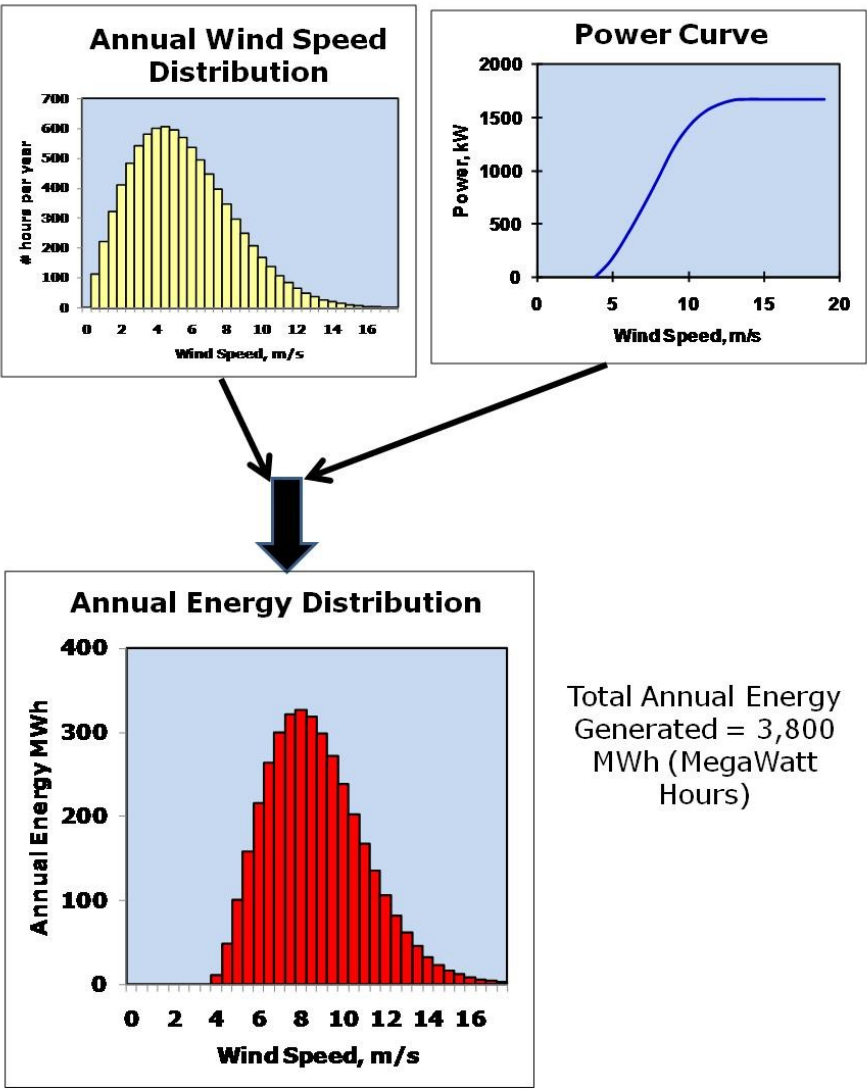 Annual Wind Speed
Distribution
700
600
500
400
300
200
100
0
# hours per year
0 2 4 6 8 10 12 14 16
Wind Speed, m/s
Power Curve
2000
1500
1000
500
0
Power, kW
0 5 10 15 20
Wind Speed, m/s
Annual Energy Distribution
400
300
200
100
0
Annual Energy MWh
0 2 4 6 8 10 12 14 16
Wind Speed, m/s
Total Annual Energy
Generated = 3,800
MWh (MegaWatt
Hours)